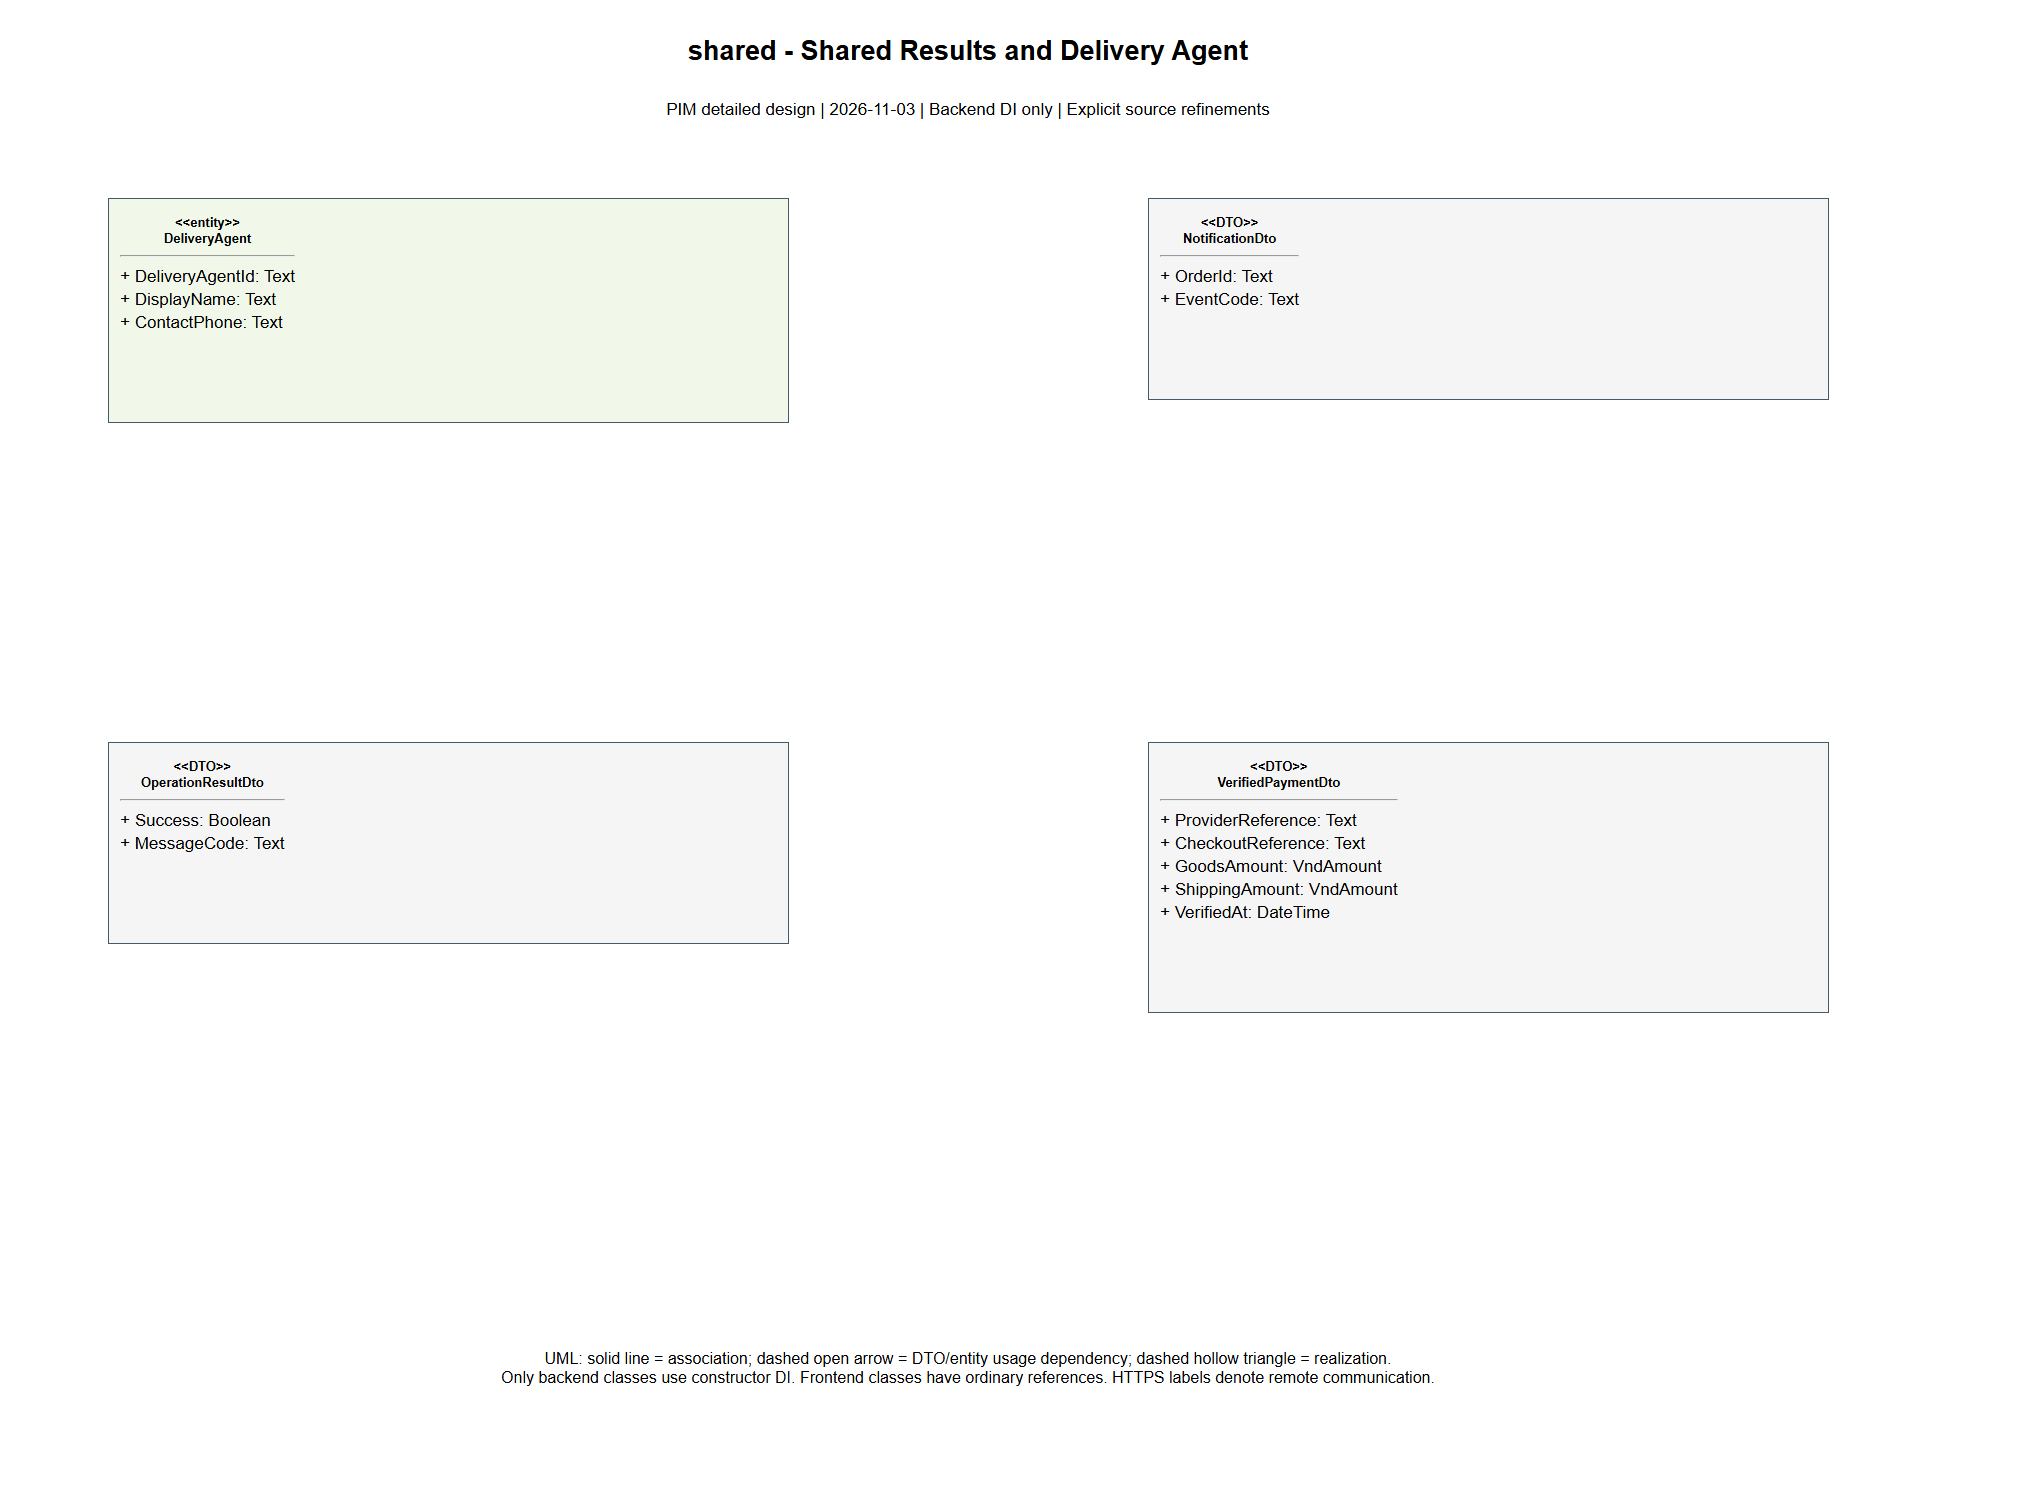 shared - Shared Results and Delivery Agent
PIM detailed design | 2026-11-03 | Backend DI only | Explicit source refinements
<<entity>>
DeliveryAgent
+ DeliveryAgentId: Text
+ DisplayName: Text
+ ContactPhone: Text
<<DTO>>
NotificationDto
+ OrderId: Text
+ EventCode: Text
<<DTO>>
OperationResultDto
+ Success: Boolean
+ MessageCode: Text
<<DTO>>
VerifiedPaymentDto
+ ProviderReference: Text
+ CheckoutReference: Text
+ GoodsAmount: VndAmount
+ ShippingAmount: VndAmount
+ VerifiedAt: DateTime
UML: solid line = association; dashed open arrow = DTO/entity usage dependency; dashed hollow triangle = realization.
Only backend classes use constructor DI. Frontend classes have ordinary references. HTTPS labels denote remote communication.